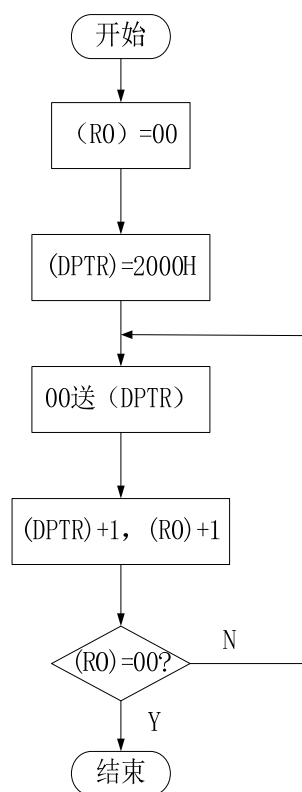 开始
（R0）=00
(DPTR)=2000H
00送（DPTR）
(DPTR)+1, (R0)+1
(R0)=00?
N
Y
结束